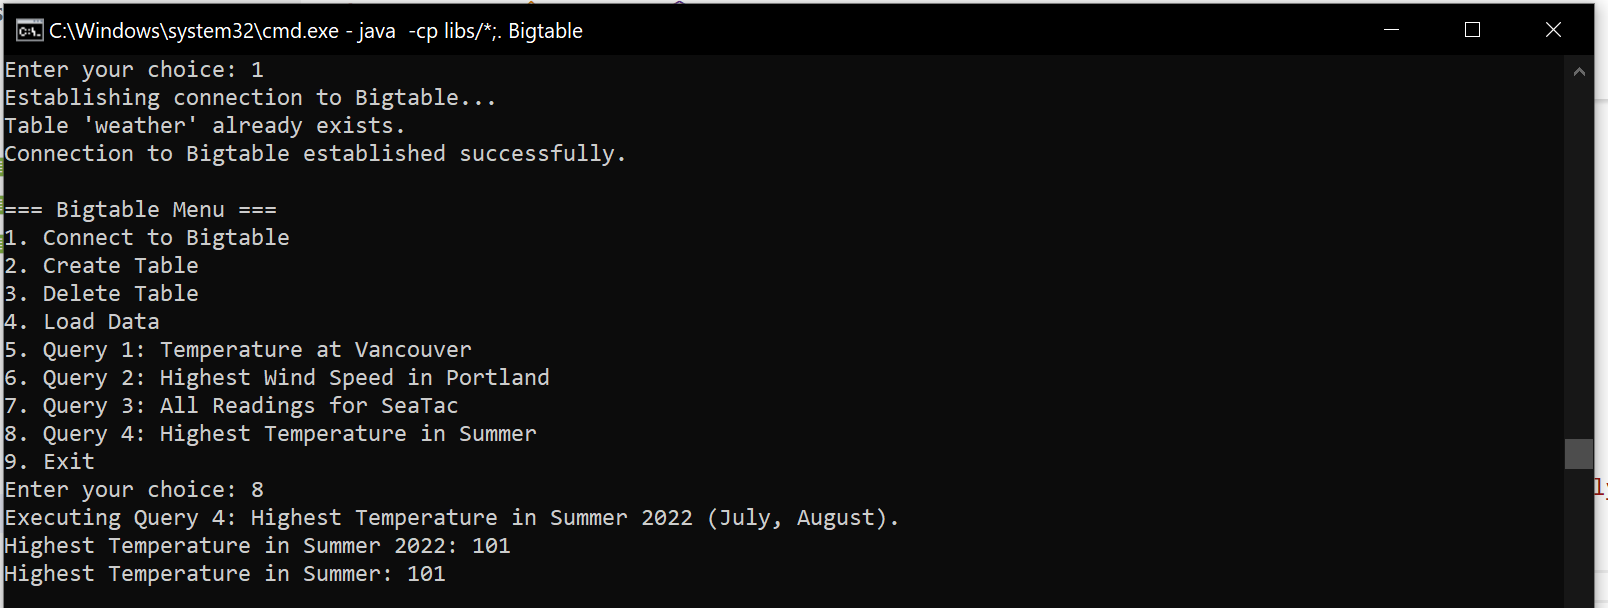 C:\Windows\system32\cmd.exe - java  -cp libs/*;. Bigtable
Enter your choice: 1
Establishing connection to Bigtable...
Table 'weather' already exists.
Connection to Bigtable established successfully.
=== Bigtable Menu ===
1. Connect to Bigtable
2. Create Table
3. Delete Table
4. Load Data
5. Query 1: Temperature at Vancouver
6. Query 2: Highest Wind Speed in Portland
7. Query 3: All Readings for SeaTac
8. Query 4: Highest Temperature in Summer
9. Exit
Enter your choice: 8
Executing Query 4: Highest Temperature in Summer 2022 (July, August).
Highest Temperature in Summer 2022: 101
Highest Temperature in Summer: 101